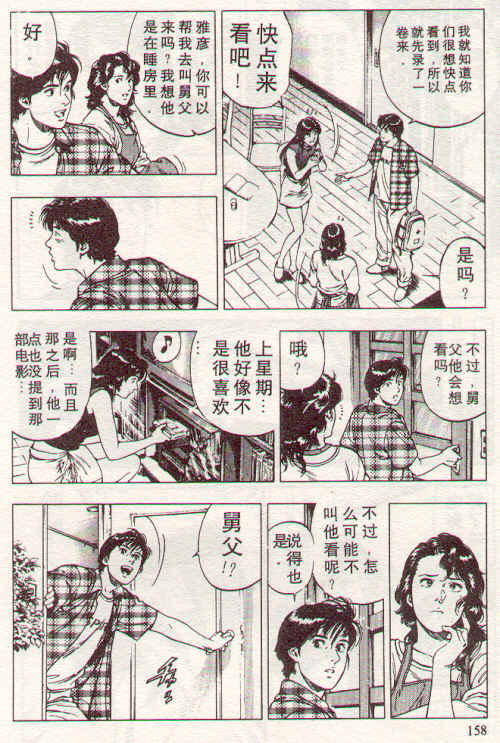 我就知道你
们很想快点
看到,所以
就先录了一
卷来.
快点来
看吧!
是吗?
雅彦,你可以
帮我去叫舅父
来吗?我想他
是在睡房里.
好.
不过,舅
父他会想
看吗?
哦?
上星期…
他好像不
是很喜欢
…
是啊…而且
那之后,他一
点也没提到那
部电影…
不过,怎
么可能不
叫他看呢?
说得也
是.
舅父
!?
158